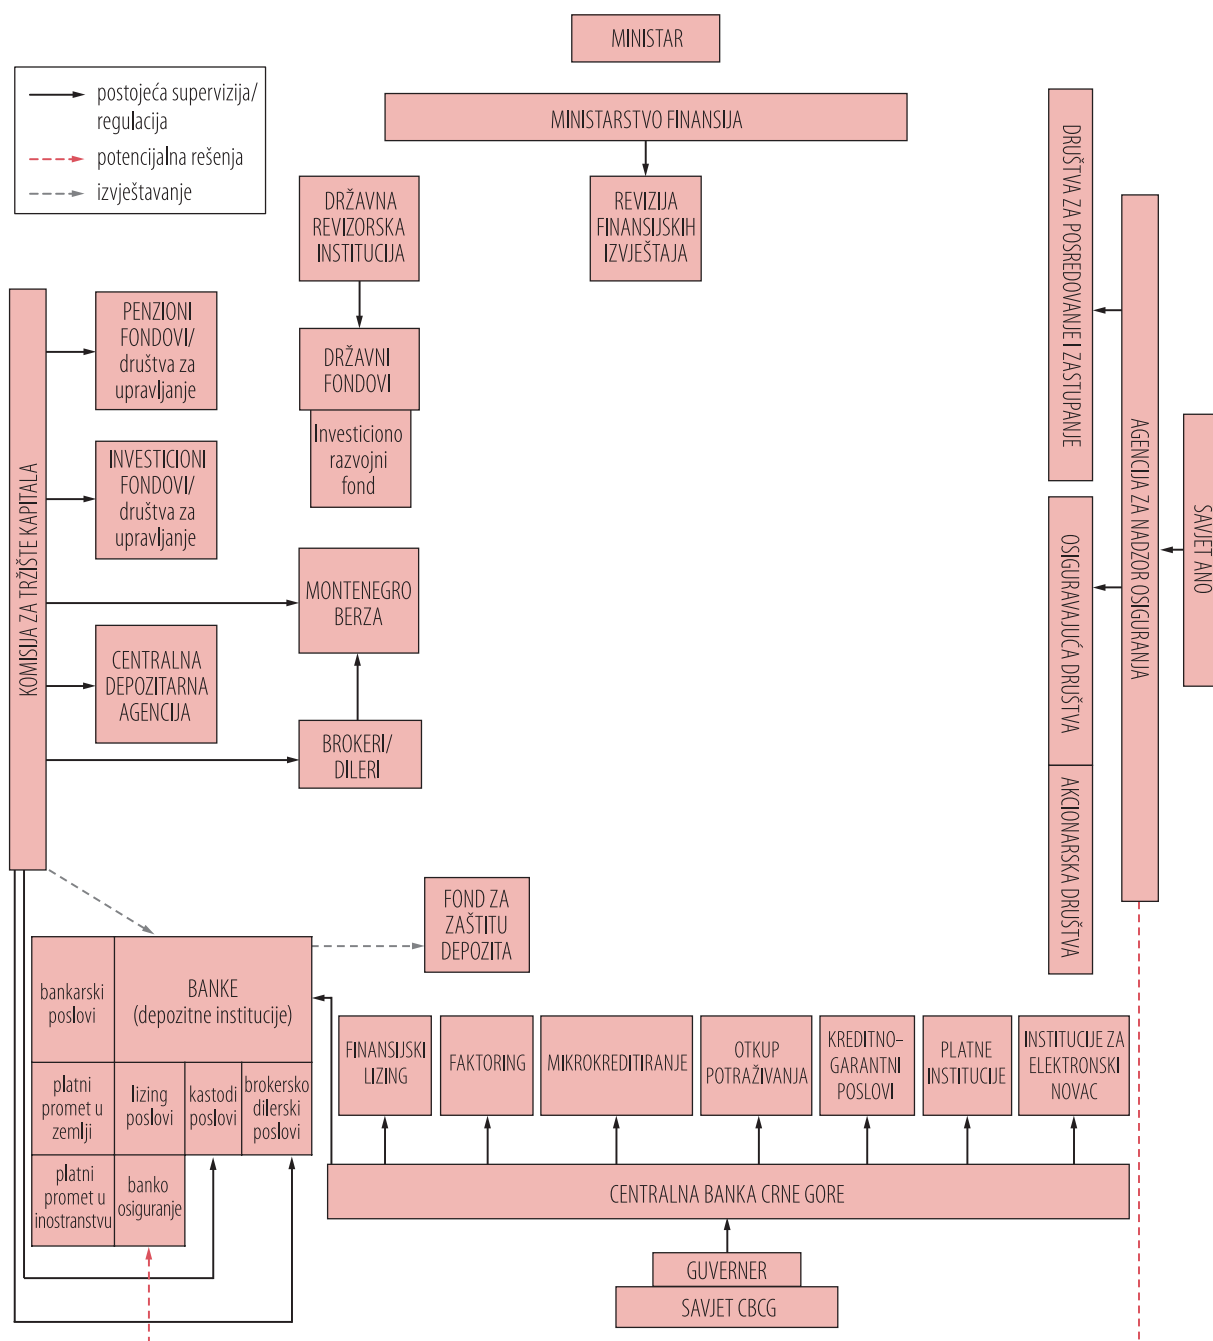 MINISTAR
postojeća supervizija/
regulacija
potencijalna rešenja
izvještavanje
MINISTARSTVO FINANSIJA
DRŽAVNA
REVIZORSKA
INSTITUCIJA
REVIZIJA
FINANSIJSKIH
IZVJEŠTAJA
DRUŠTVA ZA POSREDOVANJE I ZASTUPANJE
AGENCIJA ZA NADZOR OSIGURANJA
SAVJET ANO
OSIGURAVAJUĆA DRUŠTVA
AKCIONARSKA DRUŠTVA
KOMISIJA ZA TRŽIŠTE KAPITALA
PENZIONI
FONDOVI/
društva za
upravljanje
DRŽAVNI
FONDOVI
Investiciono
razvojni
fond
INVESTICIONI
FONDOVI/
društva za
upravljanje
MONTENEGRO
BERZA
CENTRALNA
DEPOZITARNA
AGENCIJA
BROKERI/
DILERI
FOND ZA
ZAŠTITU
DEPOZITA
bankarski
poslovi
BANKE
(depozitne institucije)
platni
promet u
zemlji
lizing
poslovi
kastodi
poslovi
brokersko
dilerski
poslovi
platni
promet u
inostranstvu
banko
osiguranje
FINANSIJSKI
LIZING
FAKTORING
MIKROKREDITIRANJE
OTKUP
POTRAŽIVANJA
KREDITNO–
GARANTNI
POSLOVI
PLATNE
INSTITUCIJE
INSTITUCIJE ZA
ELEKTRONSKI
NOVAC
CENTRALNA BANKA CRNE GORE
GUVERNER
SAVJET CBCG